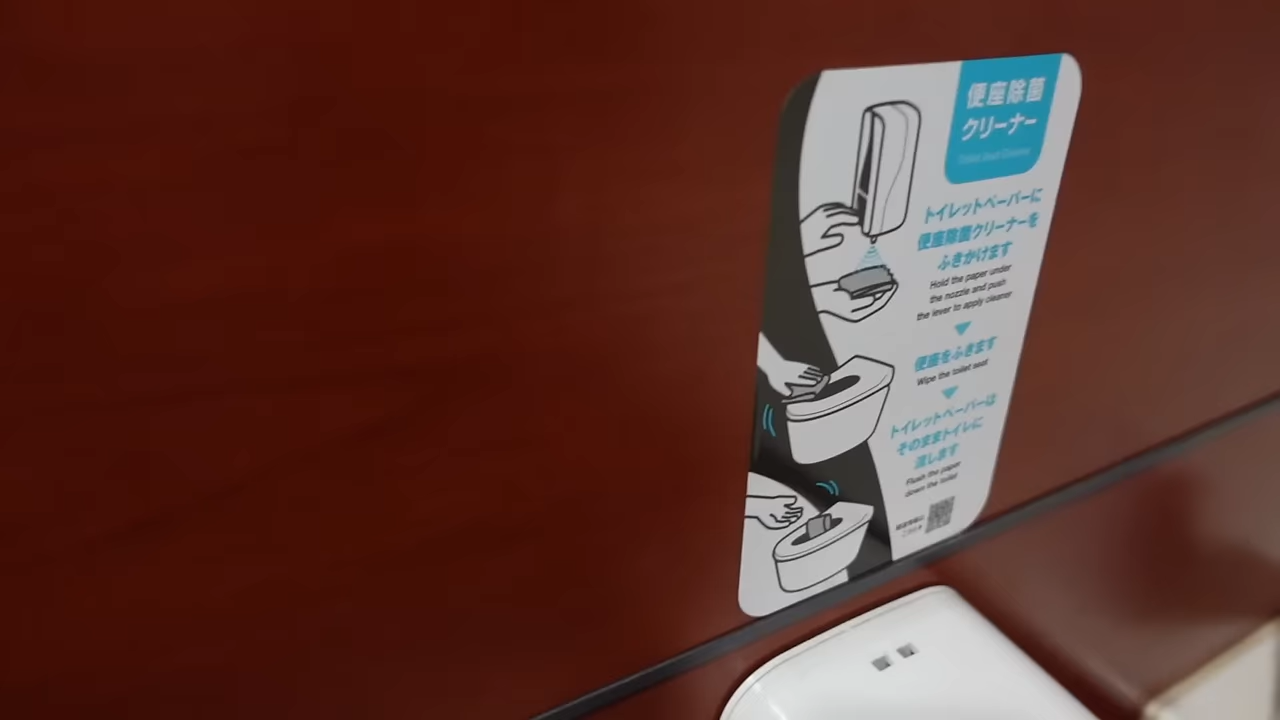 便座除菌
クリーナー
Toilet Seat Cleaner
トイレットペーパーに
便座除菌クリーナーを
ふきかけます
Hold the paper under
the nozzle and push
the lever to apply cleaner
便座をふきます
Wipe the toilet seat
トイレットペーパーは
そのままトイレに
流します
Flush the paper
down the toilet